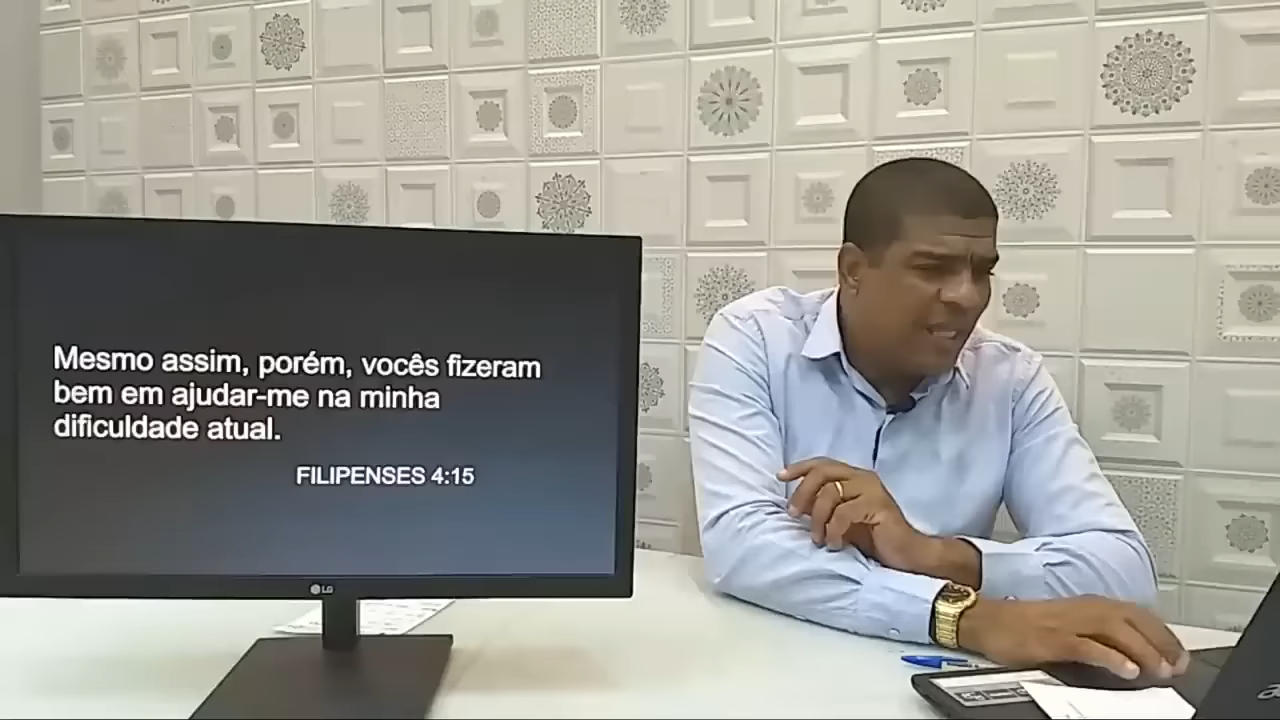 Mesmo assim, porém, vocês fizeram
bem em ajudar-me na minha
dificuldade atual.
FILIPENSES 4:15
LG